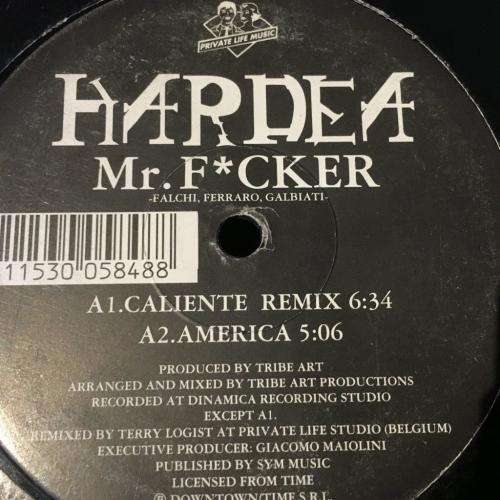 PRIVATE LIFE MUSIC
HARDEA
Mr. F*CKER
-FALCHI, FERRARO, GALBIATI-
11530 058488
A1.CALIENTE REMIX 6:34
A2.AMERICA 5:06
PRODUCED BY TRIBE ART
ARRANGED AND MIXED BY TRIBE ART PRODUCTIONS
RECORDED AT DINAMICA RECORDING STUDIO
EXCEPT A1.
REMIXED BY TERRY LOGIST AT PRIVATE LIFE STUDIO (BELGIUM)
EXECUTIVE PRODUCER: GIACOMO MAIOLINI
PUBLISHED BY SYM MUSIC
LICENSED FROM TIME
℗ DOWNTOWN/TIME S.R.L.